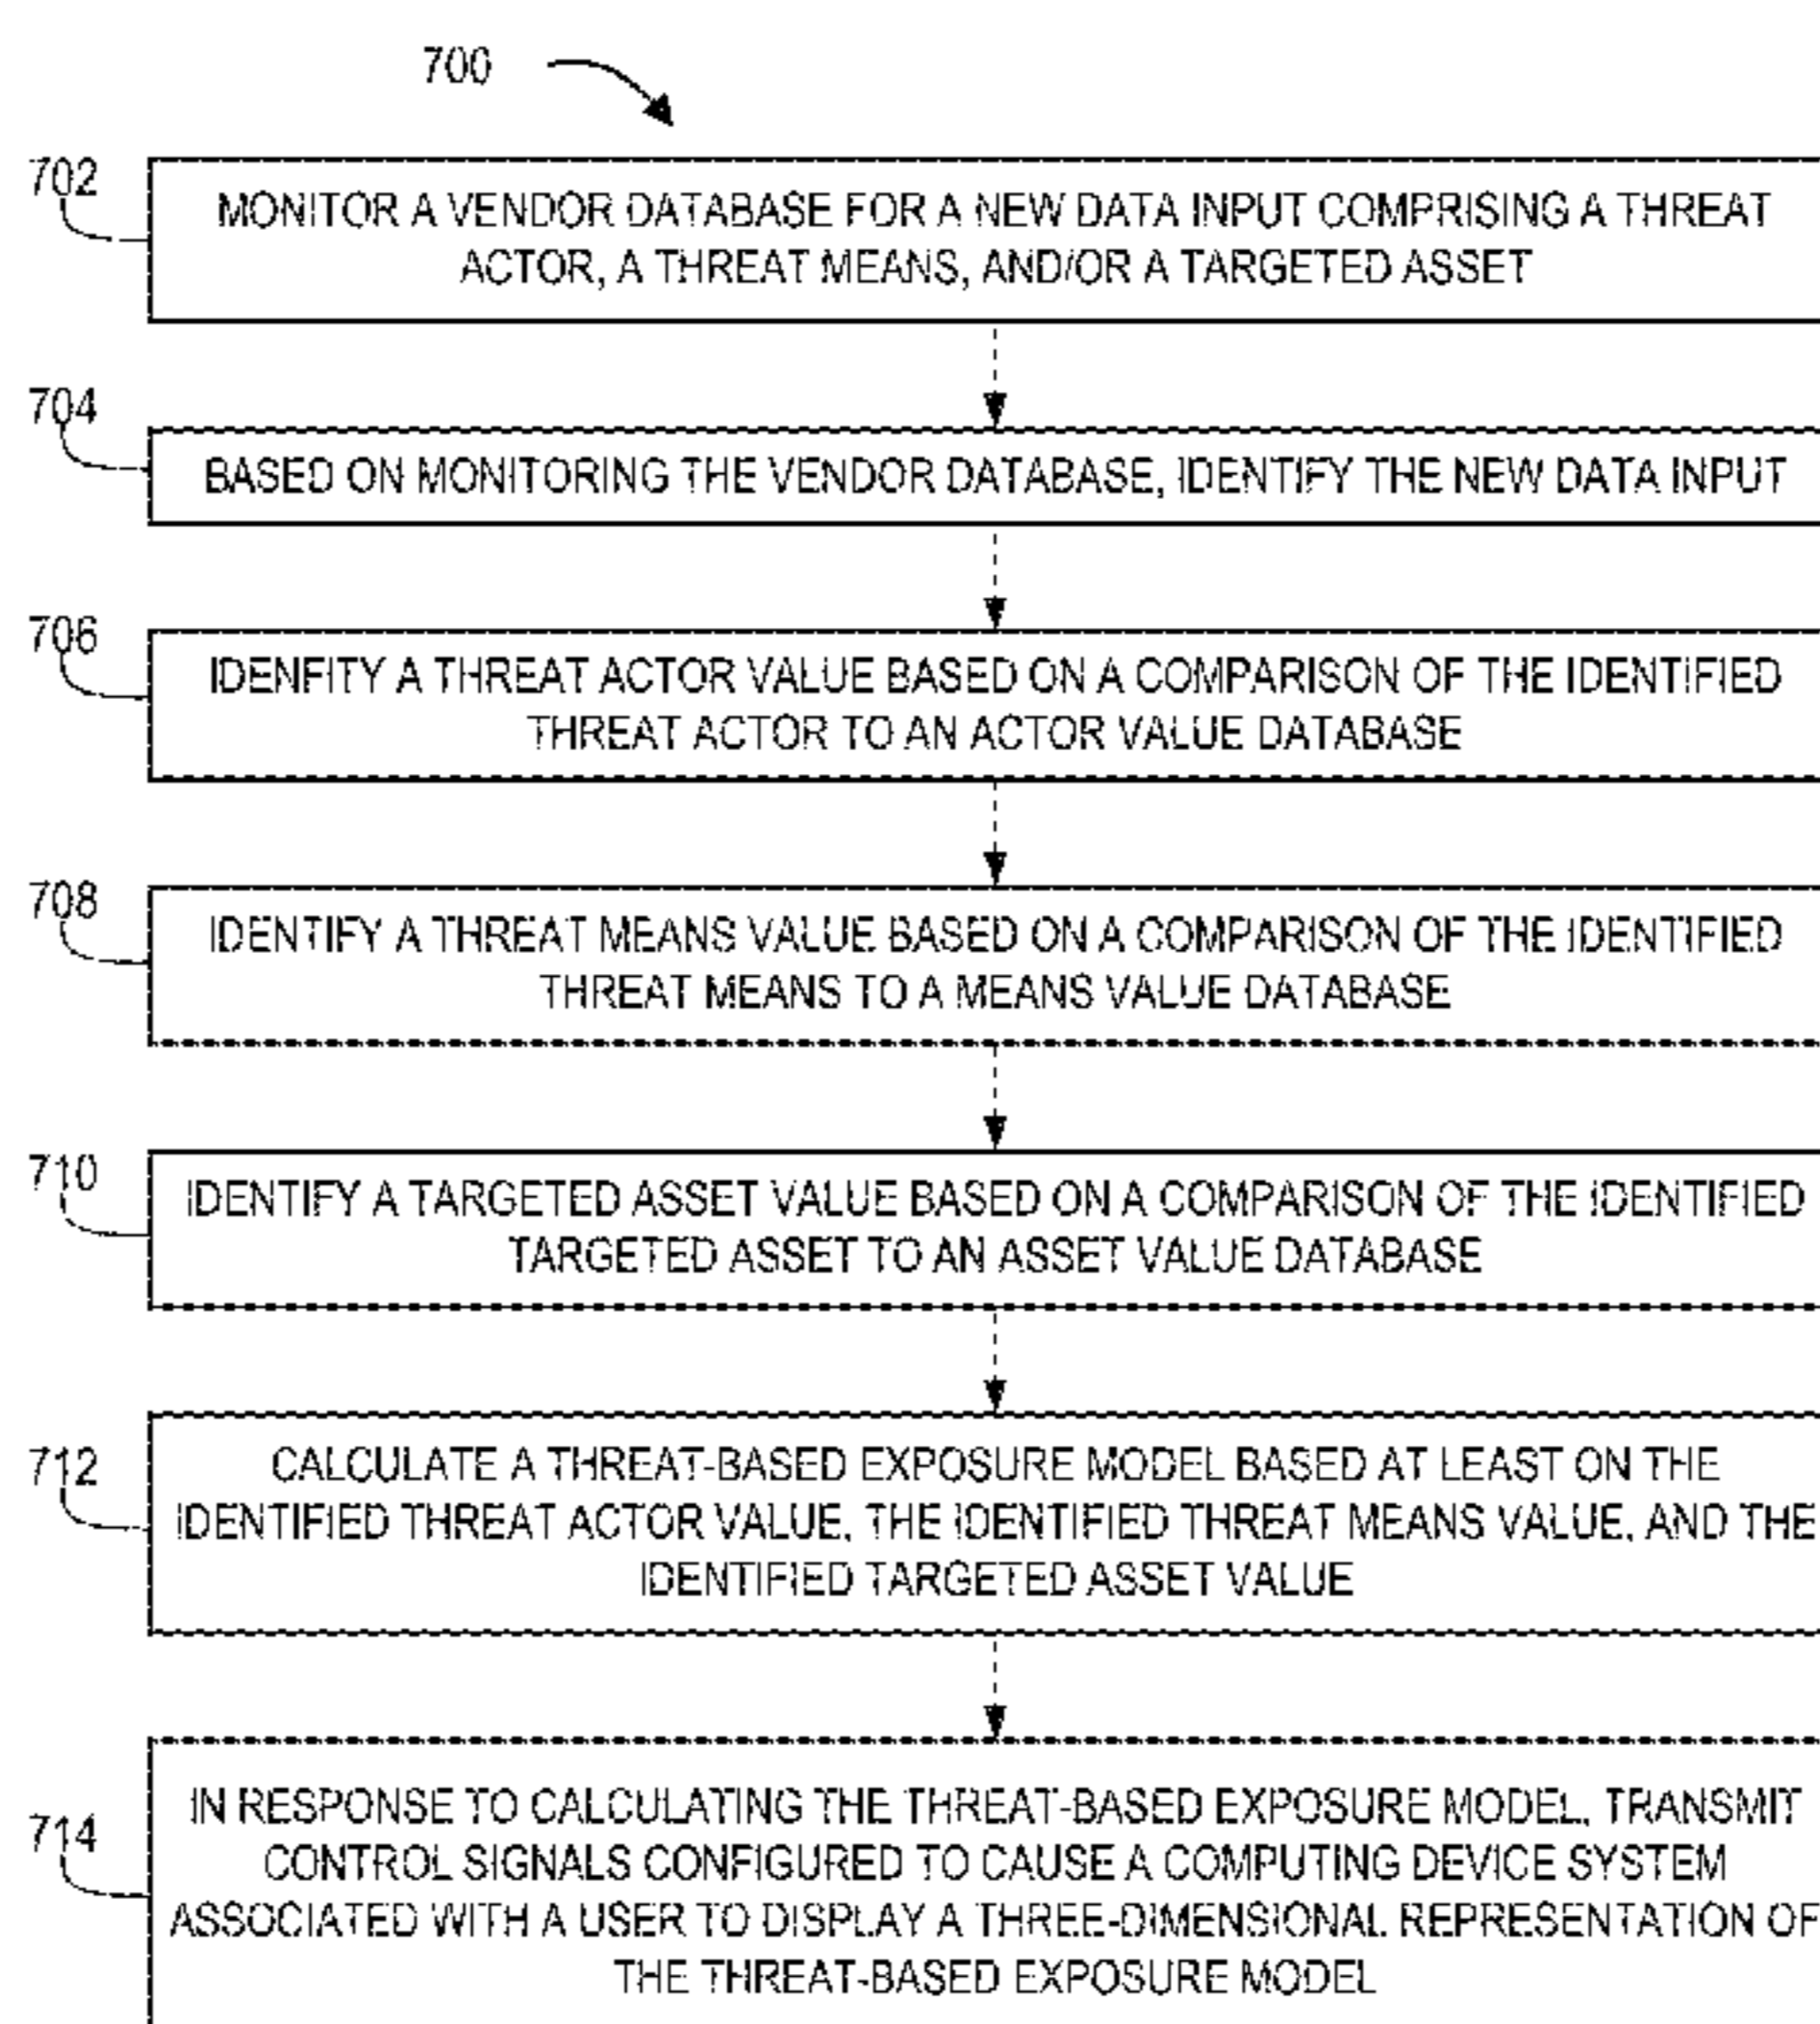 700
702
MONITOR A VENDOR DATABASE FOR A NEW DATA INPUT COMPRISING A THREAT
ACTOR, A THREAT MEANS, AND/OR A TARGETED ASSET
704
BASED ON MONITORING THE VENDOR DATABASE, IDENTIFY THE NEW DATA INPUT
706
IDENFITY A THREAT ACTOR VALUE BASED ON A COMPARISON OF THE IDENTIFIED
THREAT ACTOR TO AN ACTOR VALUE DATABASE
708
IDENTIFY A THREAT MEANS VALUE BASED ON A COMPARISON OF THE IDENTIFIED
THREAT MEANS TO A MEANS VALUE DATABASE
710
IDENTIFY A TARGETED ASSET VALUE BASED ON A COMPARISON OF THE IDENTIFIED
TARGETED ASSET TO AN ASSET VALUE DATABASE
712
CALCULATE A THREAT-BASED EXPOSURE MODEL BASED AT LEAST ON THE
IDENTIFIED THREAT ACTOR VALUE, THE IDENTIFIED THREAT MEANS VALUE, AND THE
IDENTIFIED TARGETED ASSET VALUE
714
IN RESPONSE TO CALCULATING THE THREAT-BASED EXPOSURE MODEL, TRANSMIT
CONTROL SIGNALS CONFIGURED TO CAUSE A COMPUTING DEVICE SYSTEM
ASSOCIATED WITH A USER TO DISPLAY A THREE-DIMENSIONAL REPRESENTATION OF
THE THREAT-BASED EXPOSURE MODEL